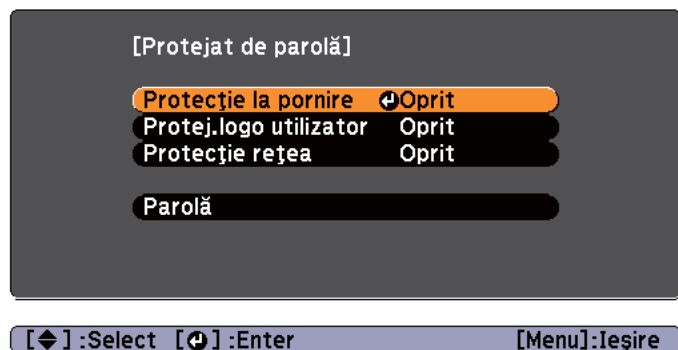 [Protejat de parolă]
Protecţie la pornire Oprit
Protej.logo utilizator Oprit
Protecţie reţea Oprit
Parolă
[◆]:Select [↵]:Enter [Menu]:Ieşire